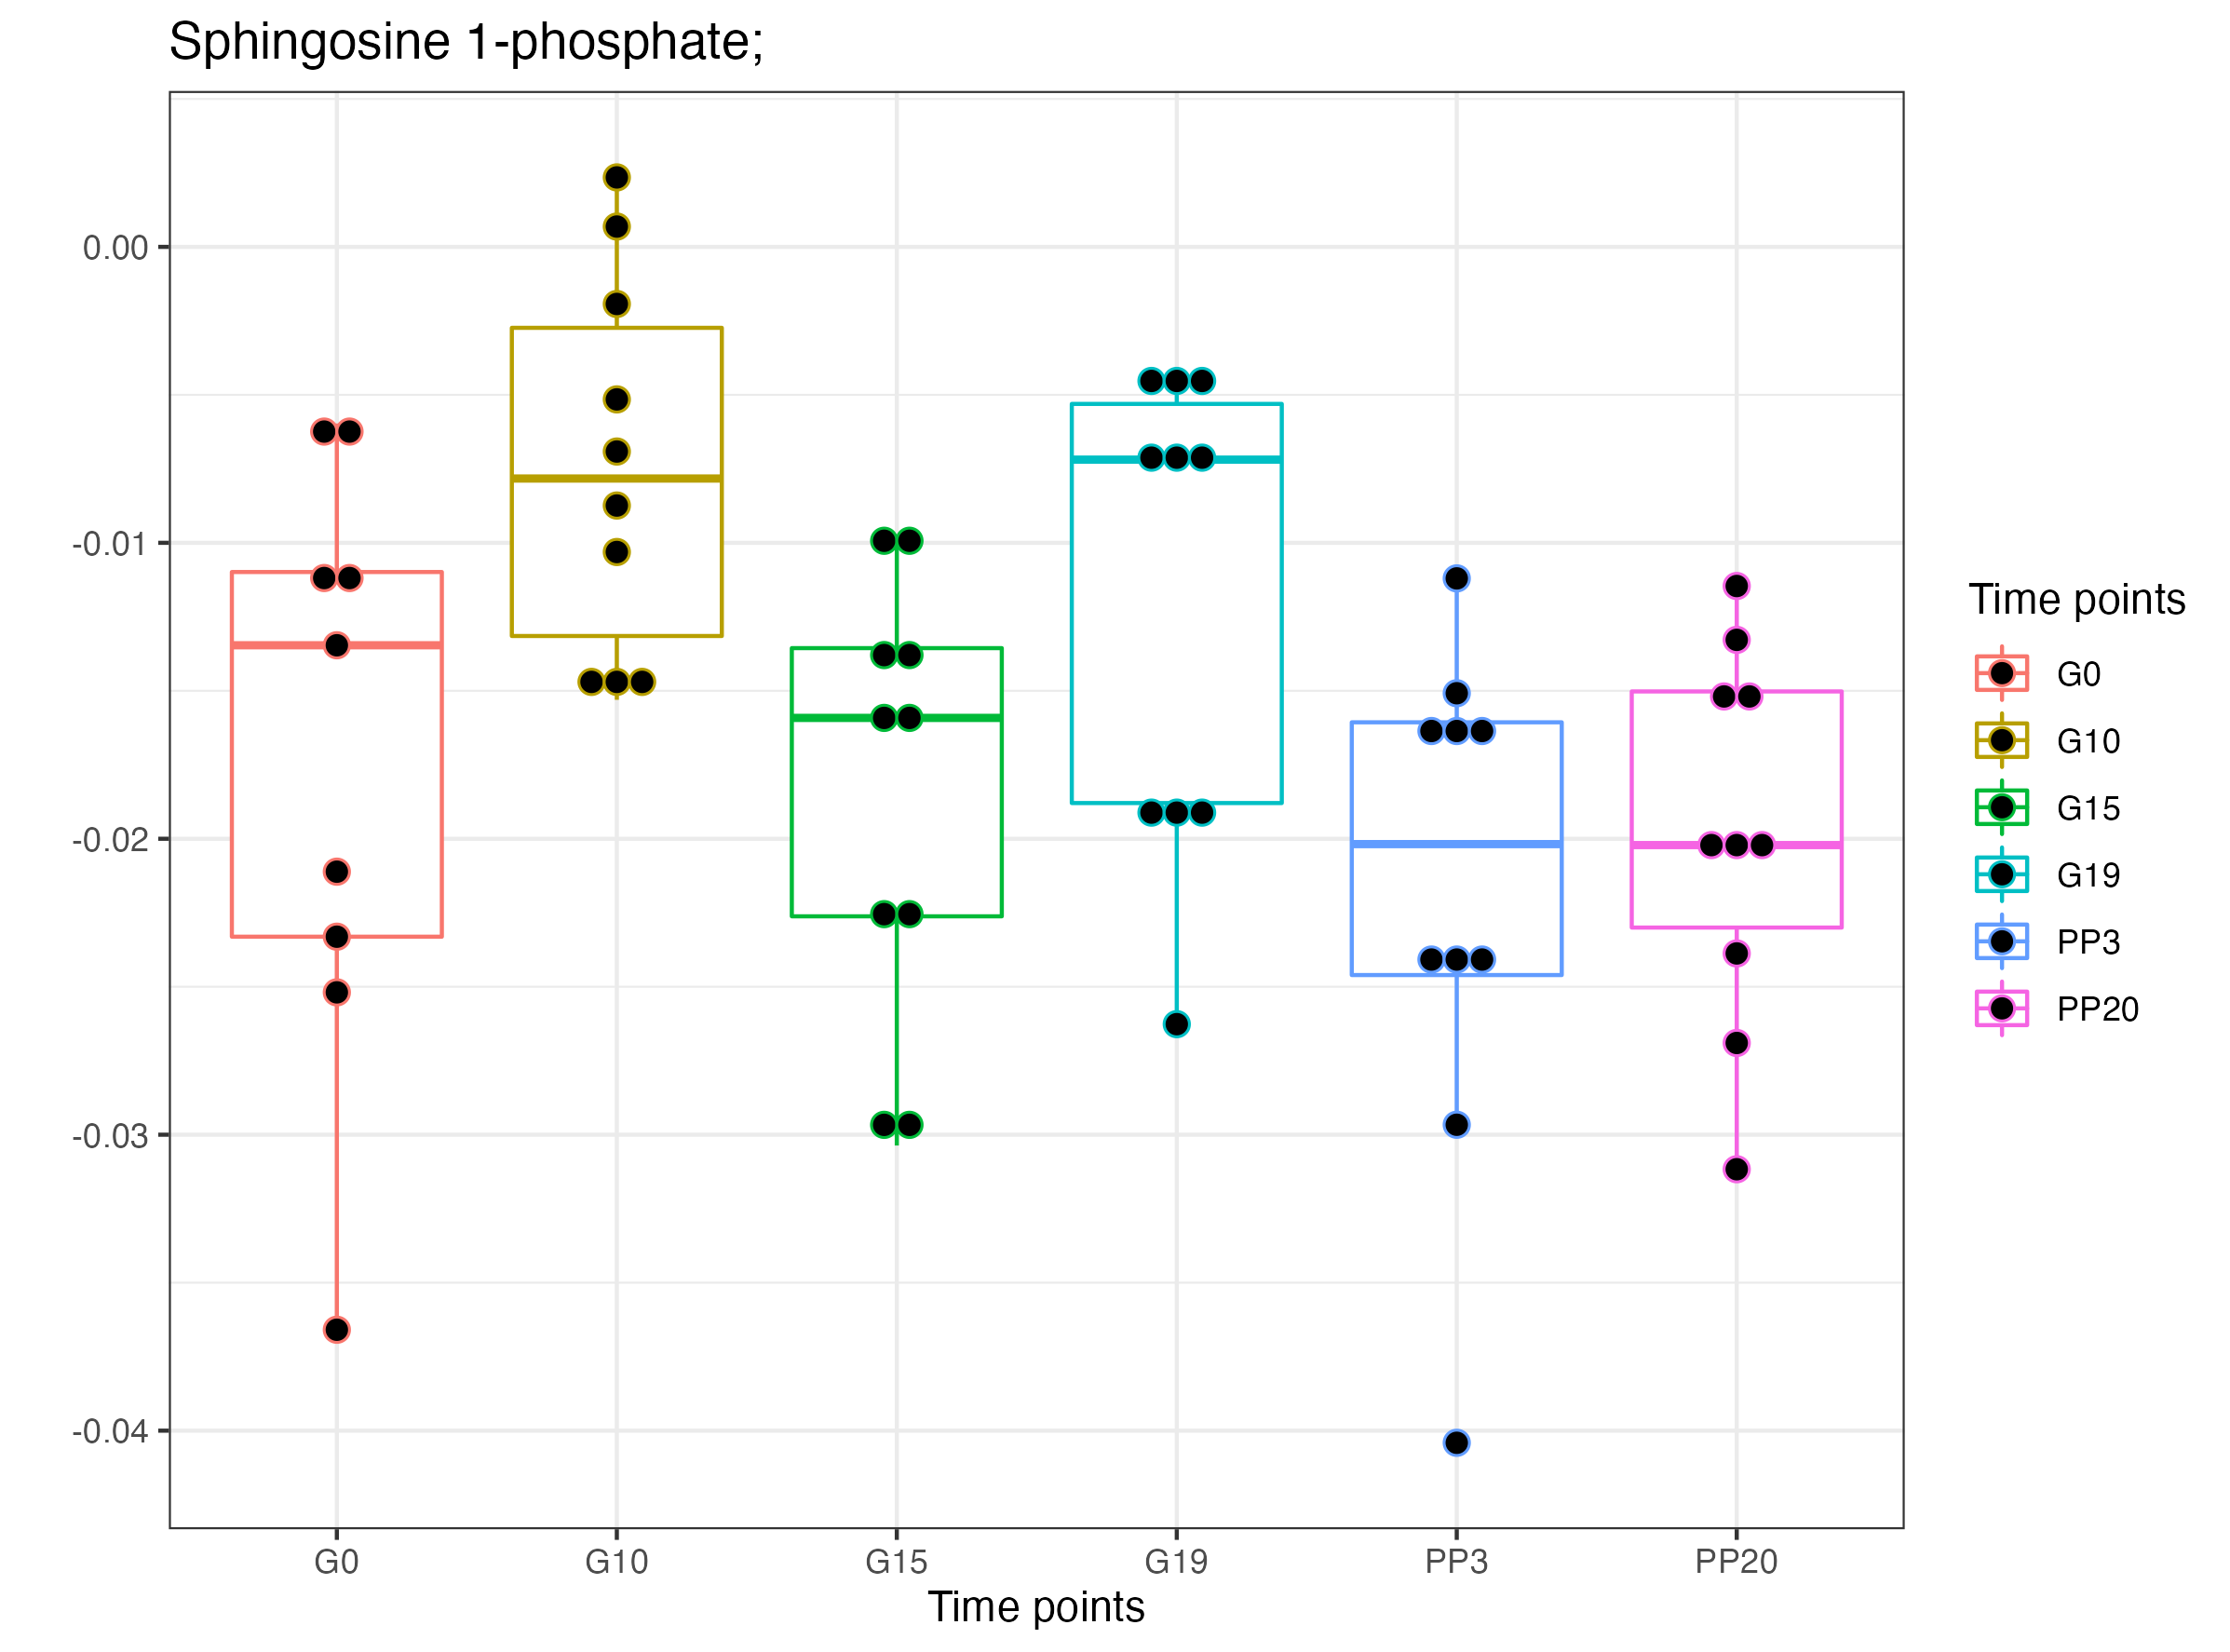 Sphingosine 1-phosphate;
0.00
-0.01
-0.02
-0.03
-0.04
G0 G10 G15 G19 PP3 PP20
Time points
Time points
G0
G10
G15
G19
PP3
PP20